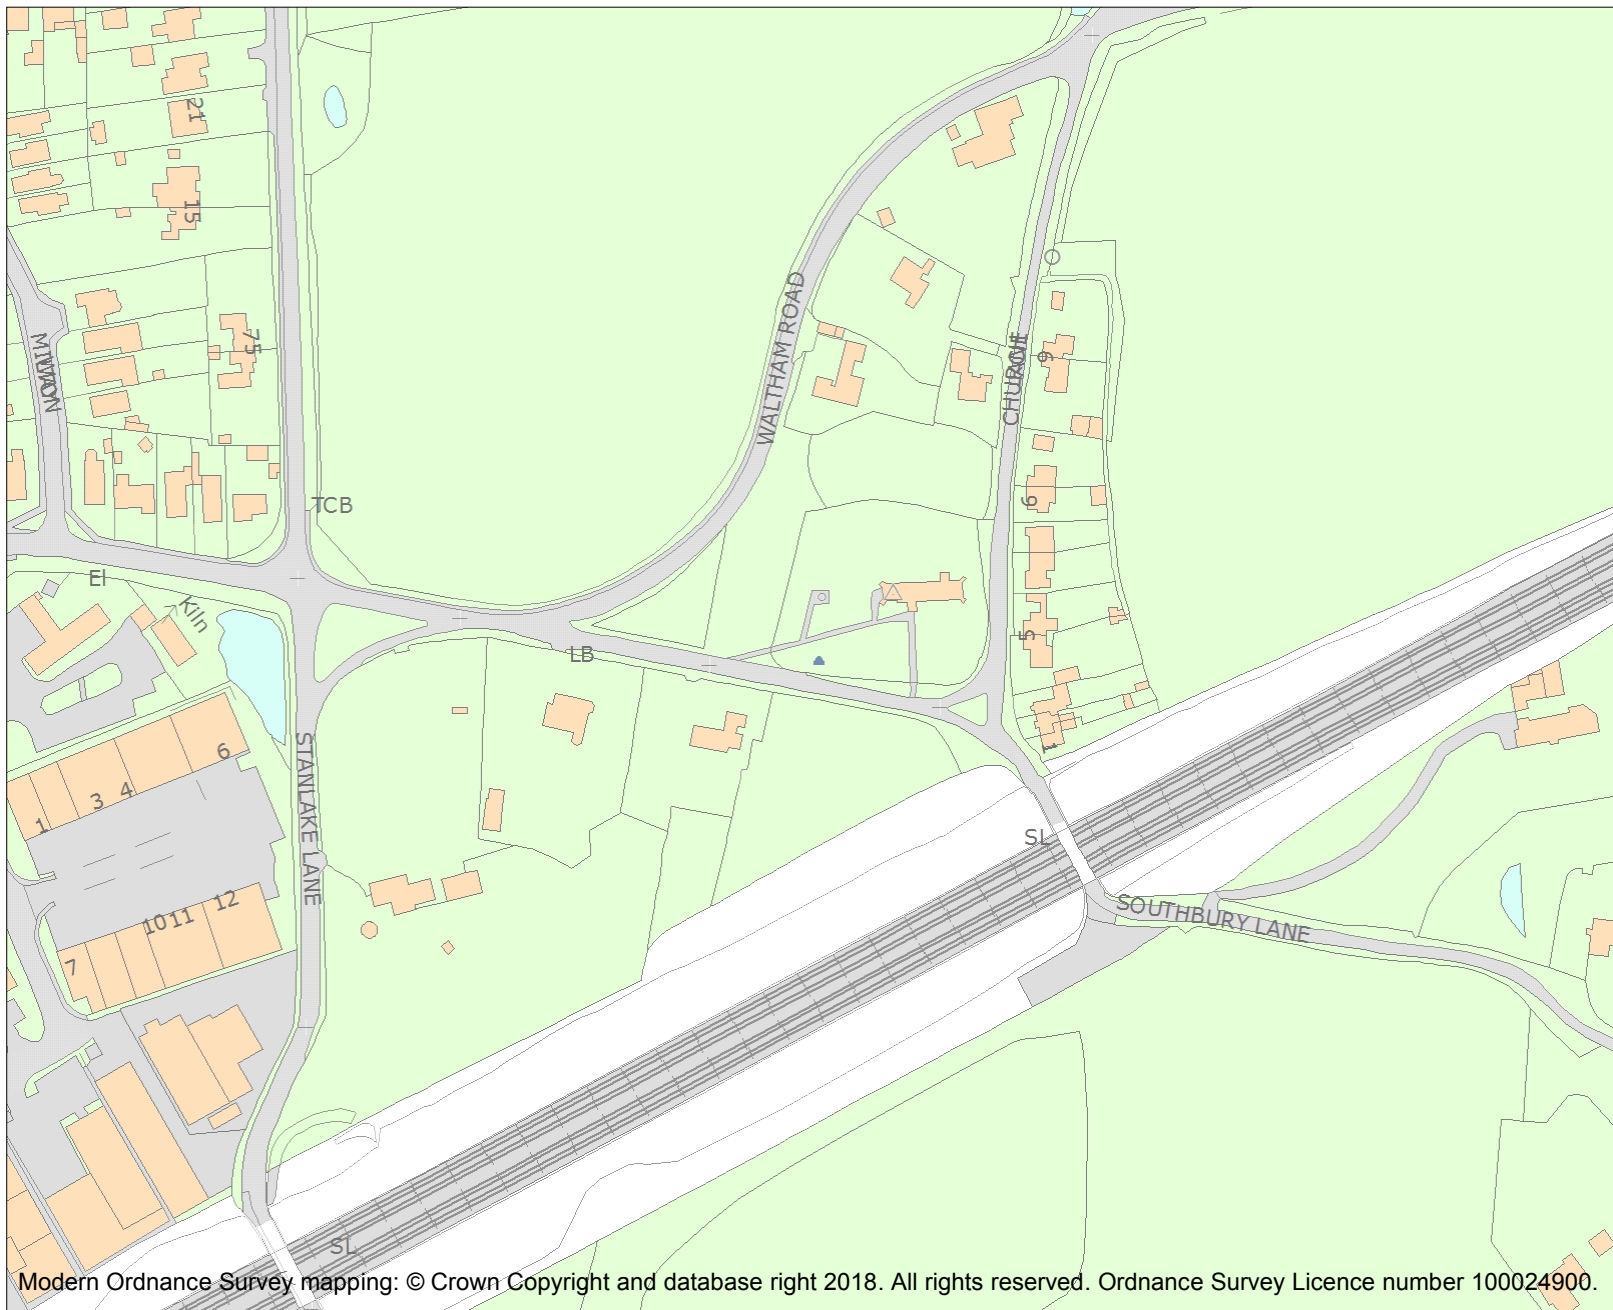 21
15
75
WALTHAM ROAD
CHURCH
9
6
TCB
El
Kiln
5
LB
STANLAKE LANE
6
4
3
1
1
SL
12
11
10
7
SOUTHBURY LANE
SL
Modern Ordnance Survey mapping: © Crown Copyright and database right 2018. All rights reserved. Ordnance Survey Licence number 100024900.